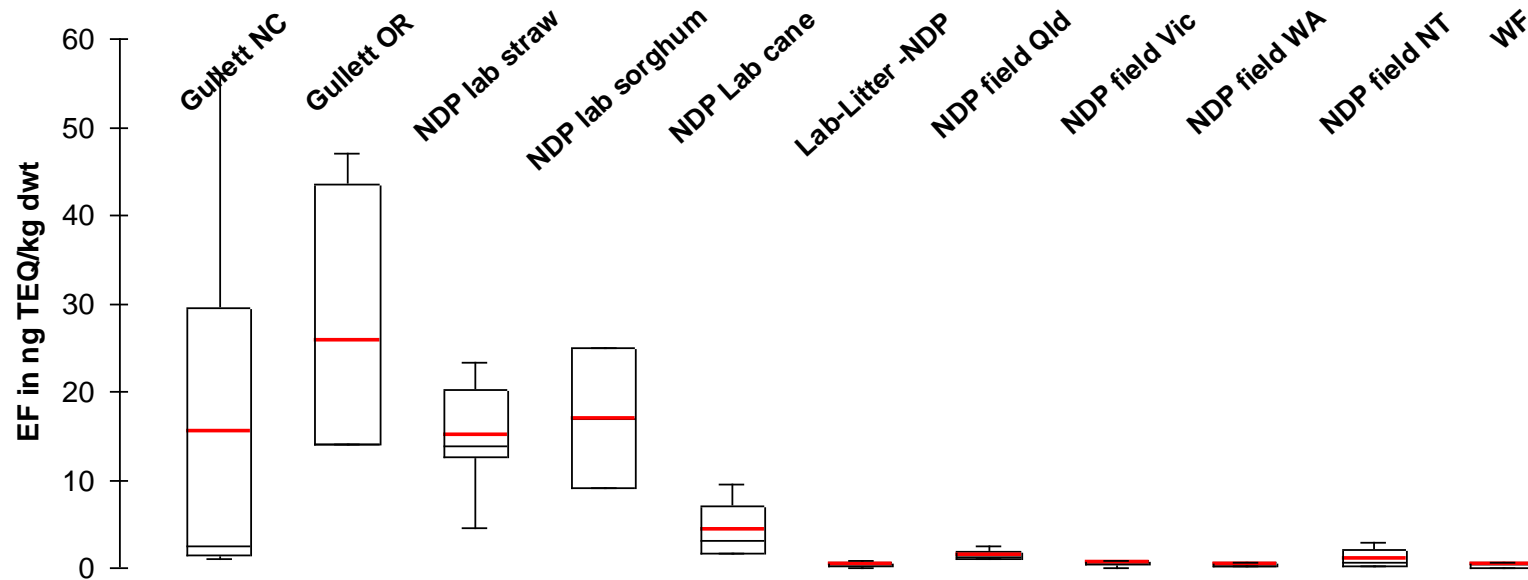 Gullett NC
Gullett OR
NDP lab straw
NDP lab sorghum
NDP Lab cane
Lab-Litter -NDP
NDP field Qld
NDP field Vic
NDP field WA
NDP field NT
WF
60
50
40
30
20
10
0
EF in ng TEQ/kg dwt